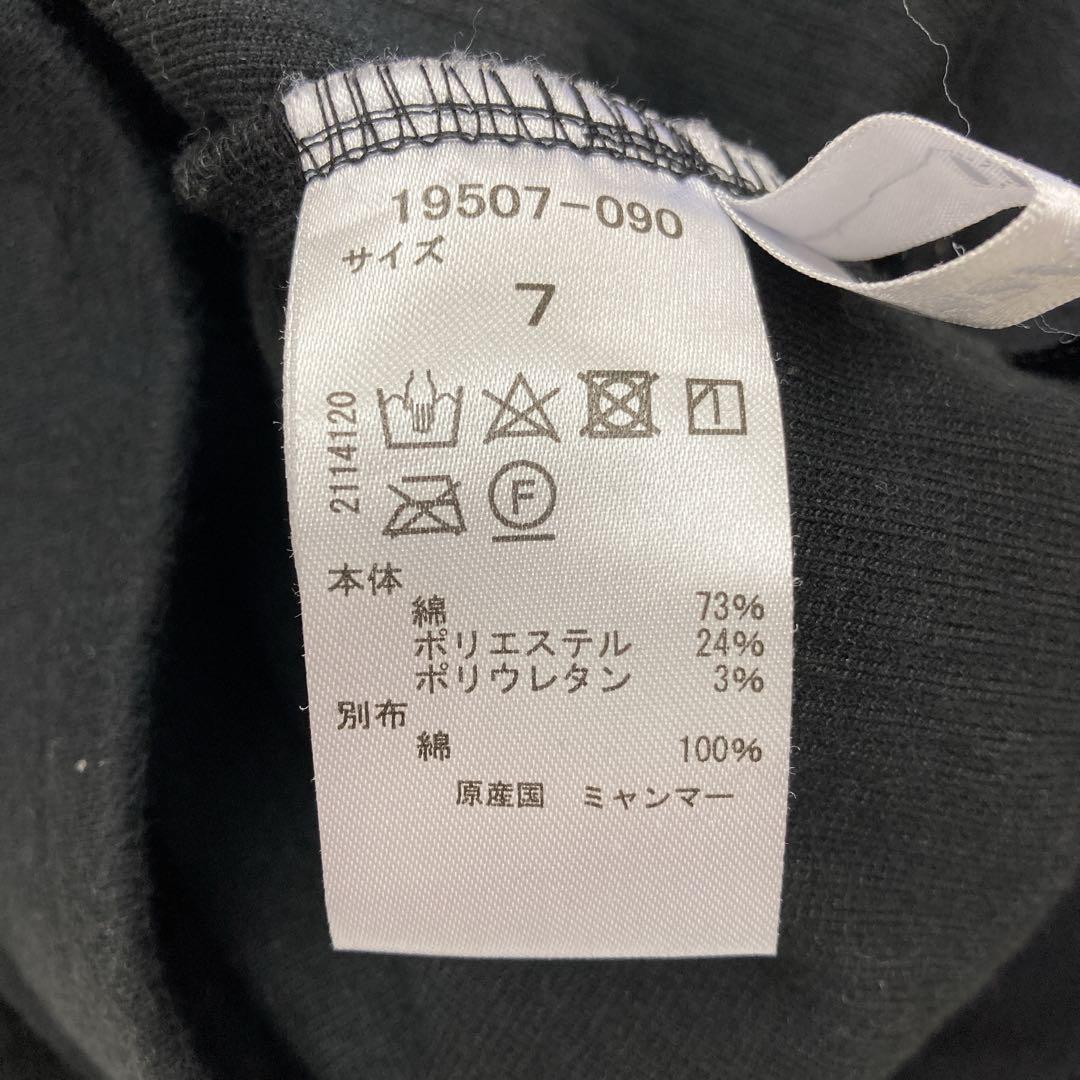 19507-090
サイズ
7
2114120
F
本体
綿 73%
ポリエステル 24%
ポリウレタン 3%
別布
綿 100%
原産国 ミャンマー